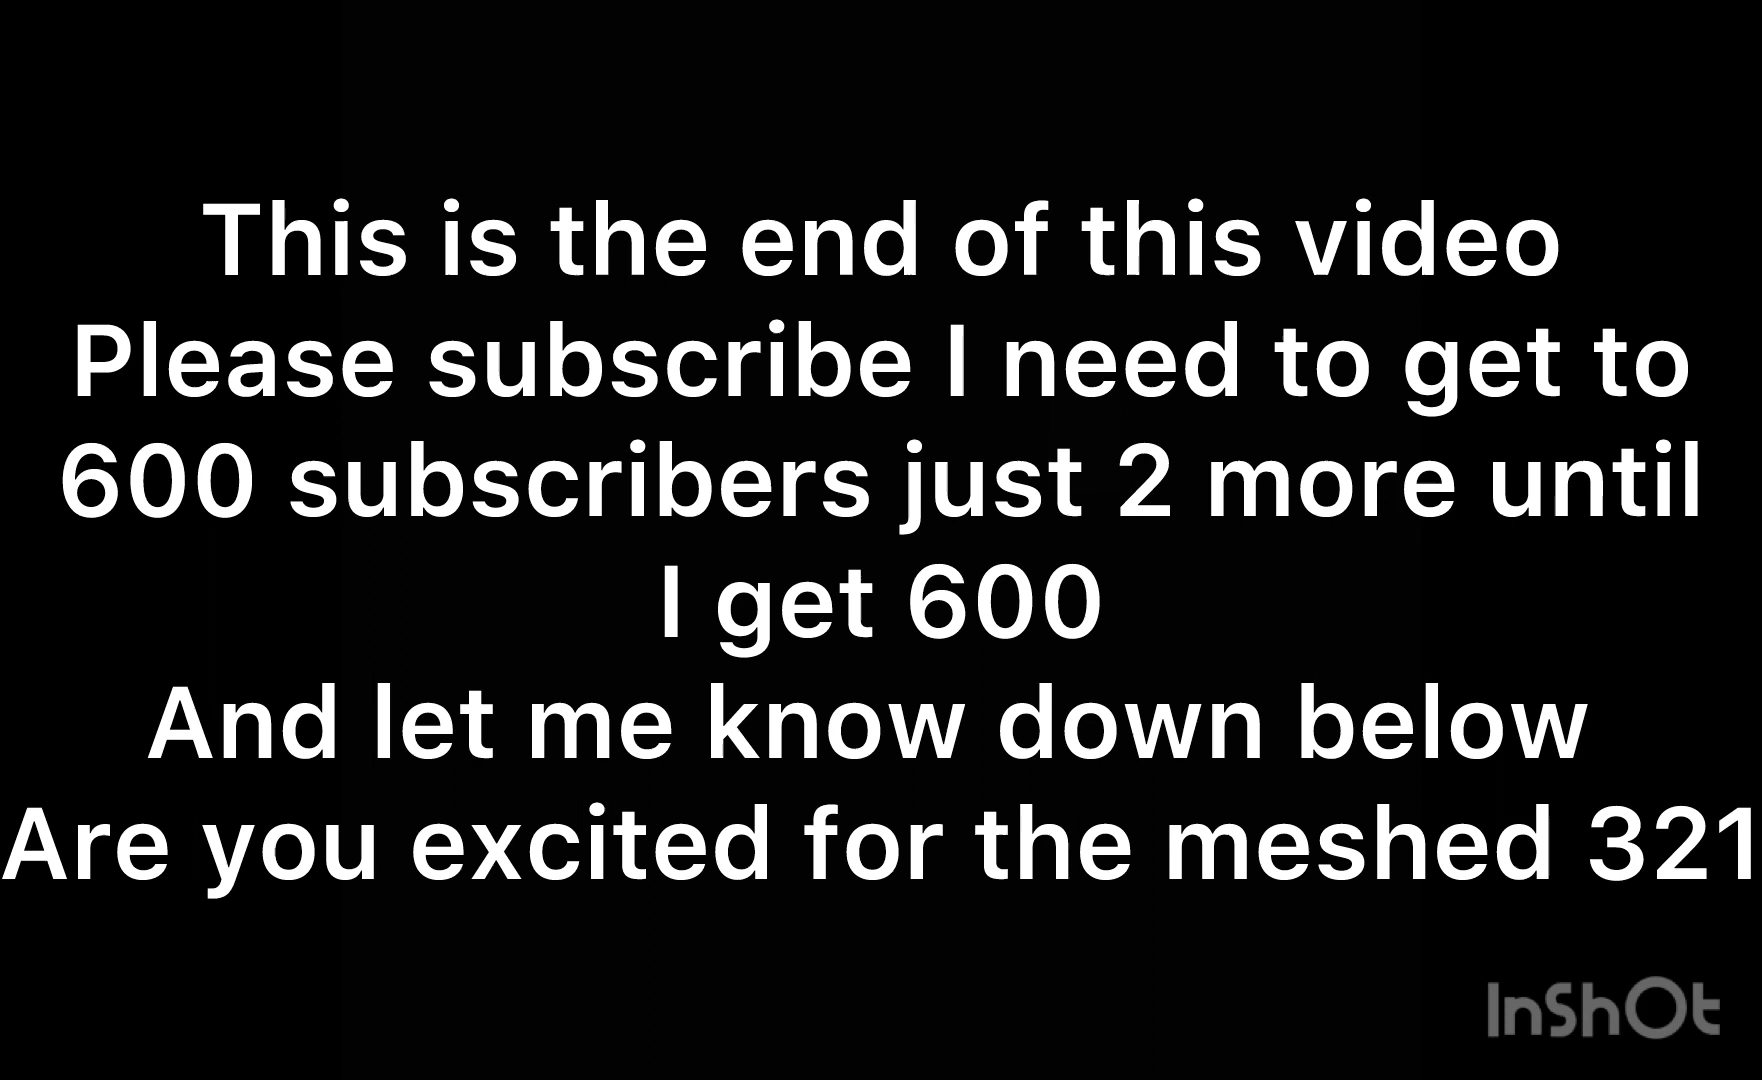 This is the end of this video
Please subscribe I need to get to
600 subscribers just 2 more until
I get 600
And let me know down below
Are you excited for the meshed 321
InShOt